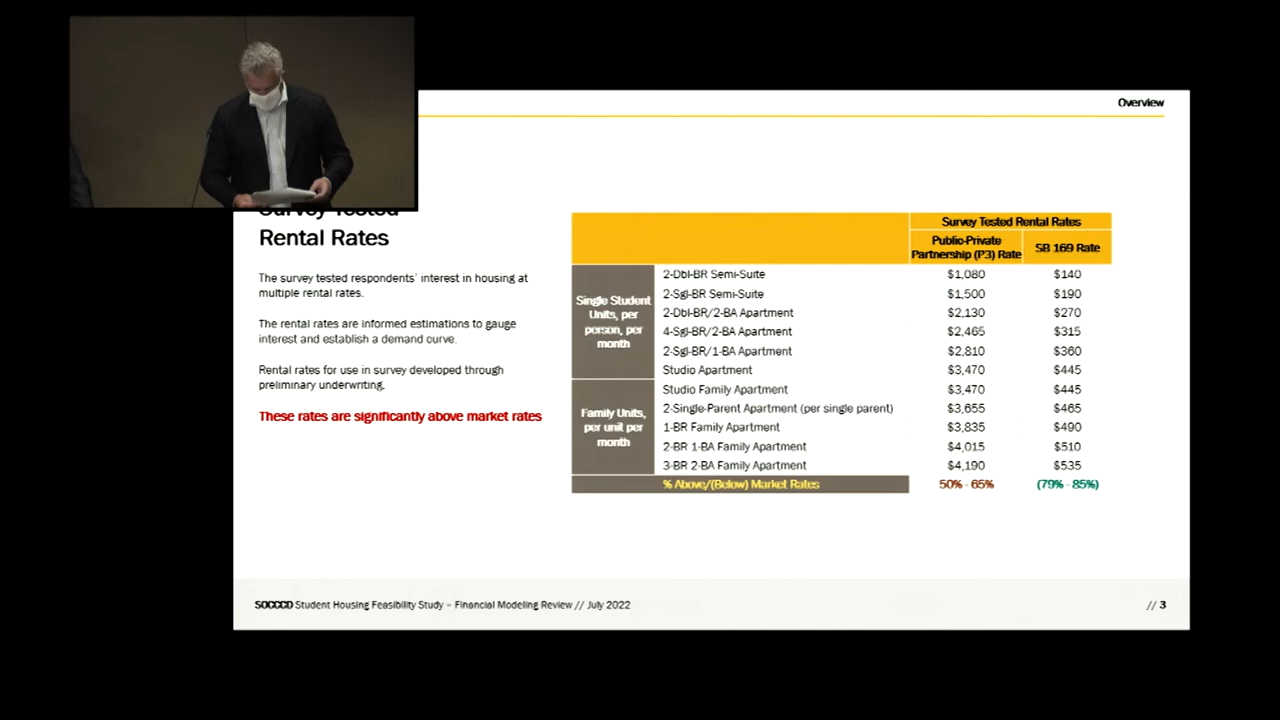 Overview
Survey Tested
Rental Rates
The survey tested respondents' interest in housing at
multiple rental rates.
The rental rates are informed estimations to gauge
interest and establish a demand curve.
Rental rates for use in survey developed through
preliminary underwriting.
These rates are significantly above market rates
Survey Tested Rental Rates
Public-Private
Partnership (P3) Rate
SB 169 Rate
Single Student
Units, per
person, per
month
2-Dbl-BR Semi-Suite $1,080 $140
2-Sgl-BR Semi-Suite $1,500 $190
2-Dbl-BR/2-BA Apartment $2,130 $270
4-Sgl-BR/2-BA Apartment $2,465 $315
2-Sgl-BR/1-BA Apartment $2,810 $360
Studio Apartment $3,470 $445
Family Units,
per unit per
month
Studio Family Apartment $3,470 $445
2-Single-Parent Apartment (per single parent) $3,655 $465
1-BR Family Apartment $3,835 $490
2-BR 1-BA Family Apartment $4,015 $510
3-BR 2-BA Family Apartment $4,190 $535
% Above/(Below) Market Rates 50% - 65% (79% - 85%)
SOCCCD Student Housing Feasibility Study – Financial Modeling Review // July 2022
// 3